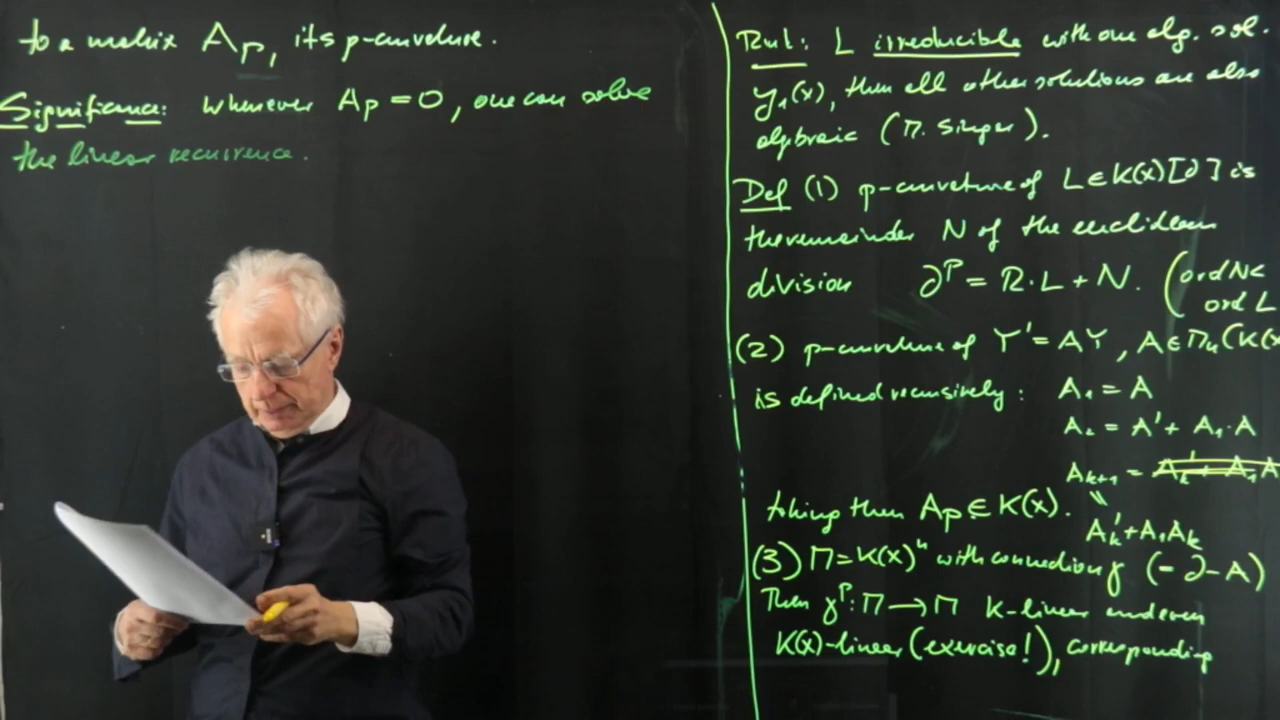 to a matrix Ap, its p-curvature.
Significance: Whenever Ap = 0, one can solve
the linear recurrence.
Rmk: L irreducible with one alg. sol.
y₁(x), then all other solutions are also
algebraic (M. Singer).
Def (1) p-curvature of L ∈ K(x)[∂] is
the remainder N of the euclidean
division ∂ᵖ = R·L + N. (ord N <
ord L
(2) p-curvature of Y' = AY, A ∈ Mₙ(K(x
is defined recursively: A₁ = A
A₂ = A' + A₁·A
Aₖ₊₁ =
Aₖ' + A₁Aₖ
taking then Ap ∈ K(x).
(3) M = K(x)ⁿ with connection γ (= ∂ - A)
Then γᵖ: M → M K-linear and even
K(x)-linear (exercise!), corresponding